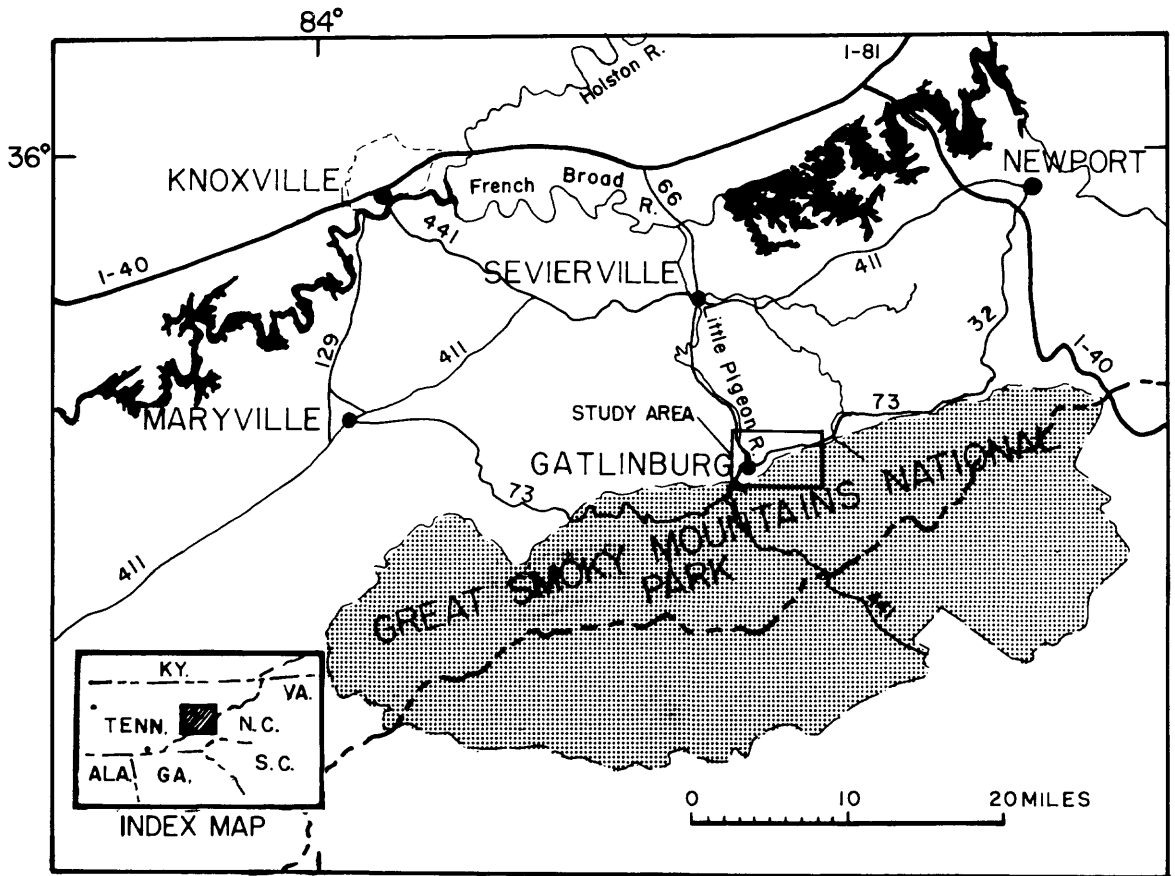 84°
I-81
Holston R.
36°
KNOXVILLE
NEWPORT
French Broad R.
66
441
I-40
SEVIERVILLE
411
129
411
32
Little Pigeon R.
I-40
MARYVILLE
STUDY AREA
73
GATLINBURG
73
GREAT SMOKY MOUNTAINS NATIONAL
PARK
411
441
KY.
VA.
TENN.
N.C.
ALA.
GA.
S.C.
INDEX MAP
0 10 20 MILES